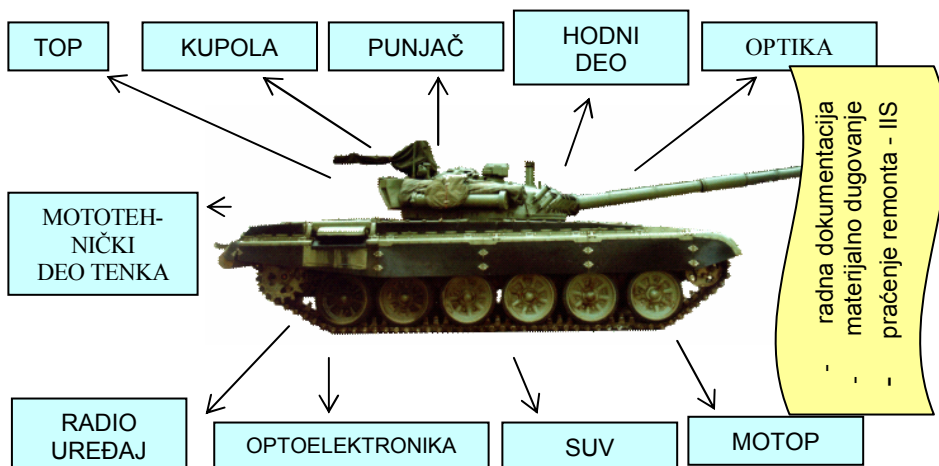 TOP
KUPOLA
PUNJAČ
HODNI
DEO
OPTIKA
MOTOTEH-
NIČKI
DEO TENKA
- radna dokumentacija
- materijalno dugovanje
- praćenje remonta - IIS
RADIO
UREĐAJ
OPTOELEKTRONIKA
SUV
MOTOP